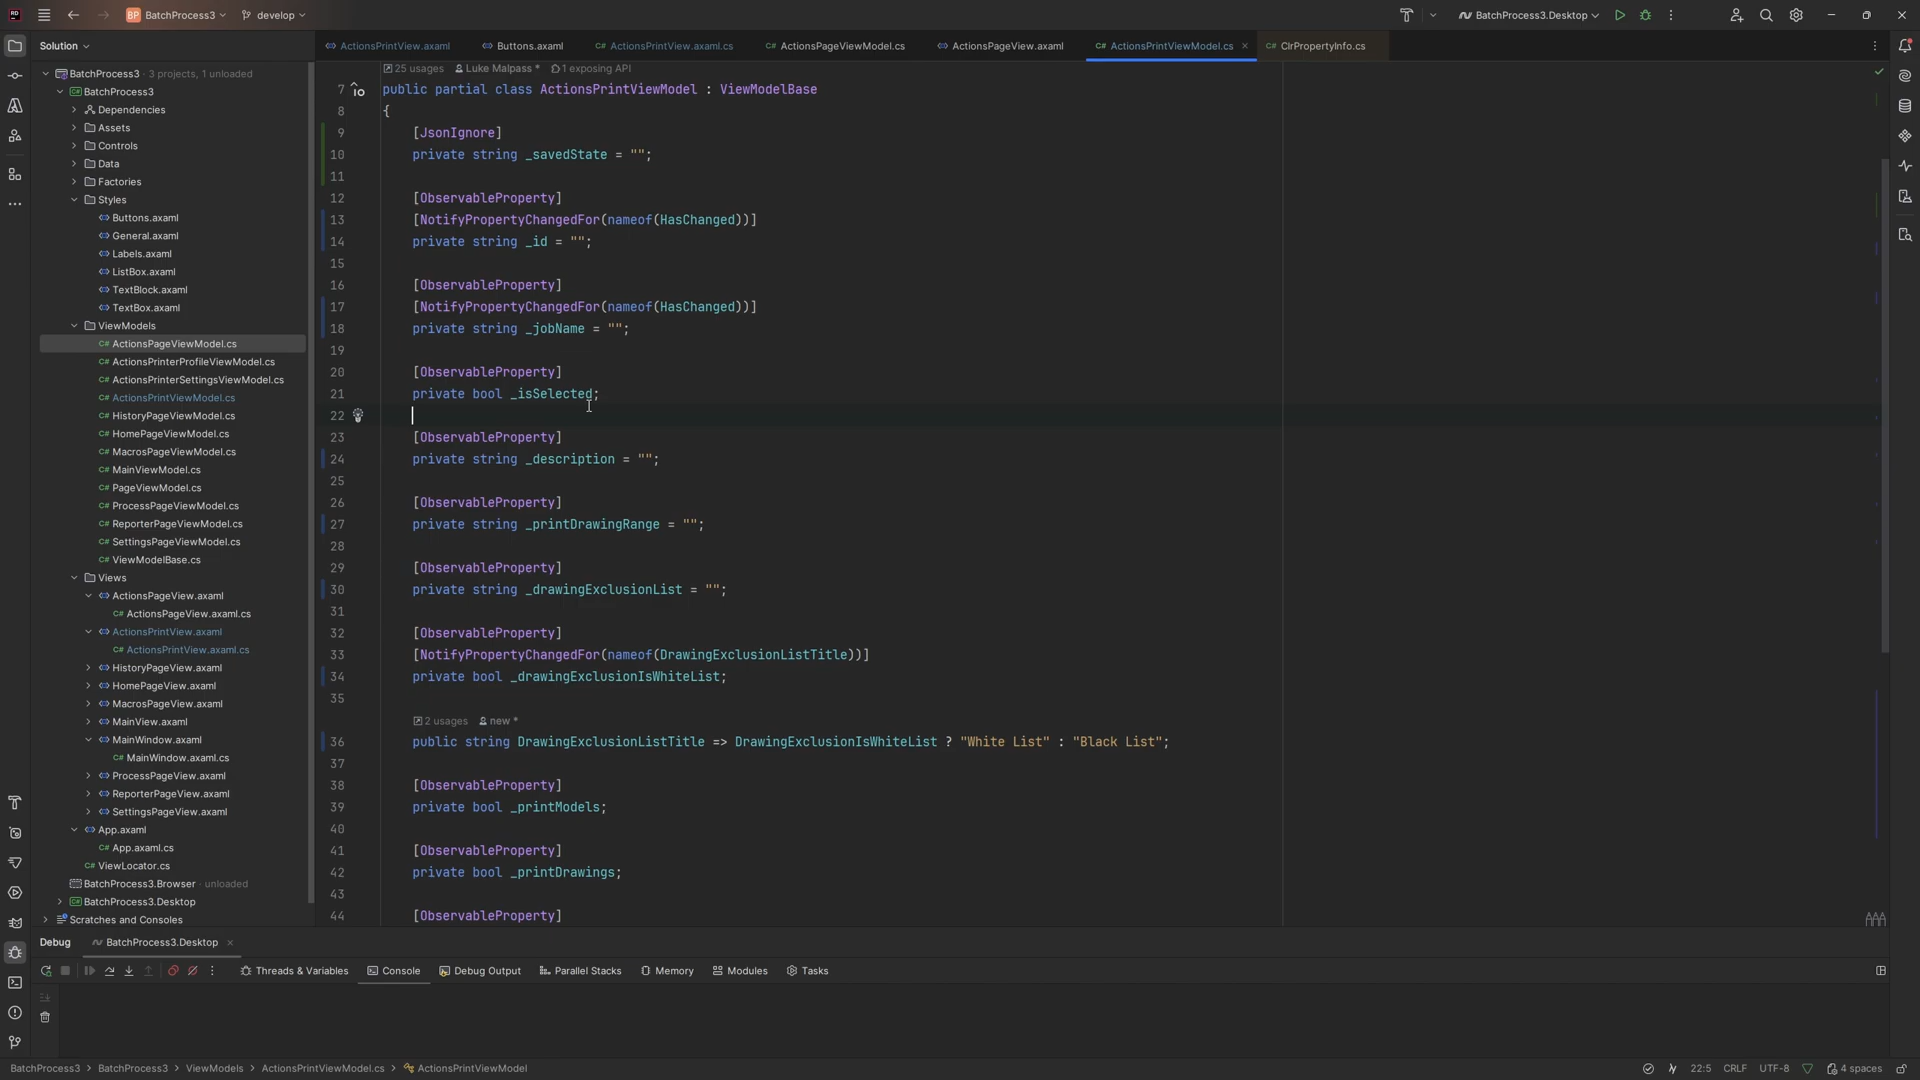 BP BatchProcess3 develop BatchProcess3.Desktop
Solution
ActionsPrintView.axaml Buttons.axaml ActionsPrintView.axaml.cs ActionsPageViewModel.cs ActionsPageView.axaml ActionsPrintViewModel.cs ClrPropertyInfo.cs
BatchProcess3 · 3 projects, 1 unloaded
BatchProcess3
Dependencies
Assets
Controls
Data
Factories
Styles
Buttons.axaml
General.axaml
Labels.axaml
ListBox.axaml
TextBlock.axaml
TextBox.axaml
ViewModels
ActionsPageViewModel.cs
ActionsPrinterProfileViewModel.cs
ActionsPrinterSettingsViewModel.cs
ActionsPrintViewModel.cs
HistoryPageViewModel.cs
HomePageViewModel.cs
MacrosPageViewModel.cs
MainViewModel.cs
PageViewModel.cs
ProcessPageViewModel.cs
ReporterPageViewModel.cs
SettingsPageViewModel.cs
ViewModelBase.cs
Views
ActionsPageView.axaml
ActionsPageView.axaml.cs
ActionsPrintView.axaml
ActionsPrintView.axaml.cs
HistoryPageView.axaml
HomePageView.axaml
MacrosPageView.axaml
MainView.axaml
MainWindow.axaml
MainWindow.axaml.cs
ProcessPageView.axaml
ReporterPageView.axaml
SettingsPageView.axaml
App.axaml
App.axaml.cs
ViewLocator.cs
BatchProcess3.Browser · unloaded
BatchProcess3.Desktop
Scratches and Consoles
25 usages Luke Malpass * 1 exposing API
7 public partial class ActionsPrintViewModel : ViewModelBase
8 {
9 [JsonIgnore]
10 private string _savedState = "";
11
12 [ObservableProperty]
13 [NotifyPropertyChangedFor(nameof(HasChanged))]
14 private string _id = "";
15
16 [ObservableProperty]
17 [NotifyPropertyChangedFor(nameof(HasChanged))]
18 private string _jobName = "";
19
20 [ObservableProperty]
21 private bool _isSelected;
22
23 [ObservableProperty]
24 private string _description = "";
25
26 [ObservableProperty]
27 private string _printDrawingRange = "";
28
29 [ObservableProperty]
30 private string _drawingExclusionList = "";
31
32 [ObservableProperty]
33 [NotifyPropertyChangedFor(nameof(DrawingExclusionListTitle))]
34 private bool _drawingExclusionIsWhiteList;
35
2 usages new *
36 public string DrawingExclusionListTitle => DrawingExclusionIsWhiteList ? "White List" : "Black List";
37
38 [ObservableProperty]
39 private bool _printModels;
40
41 [ObservableProperty]
42 private bool _printDrawings;
43
44 [ObservableProperty]
Debug BatchProcess3.Desktop
Threads & Variables Console Debug Output Parallel Stacks Memory Modules Tasks
BatchProcess3 > BatchProcess3 > ViewModels > ActionsPrintViewModel.cs > ActionsPrintViewModel 22:5 CRLF UTF-8 4 spaces